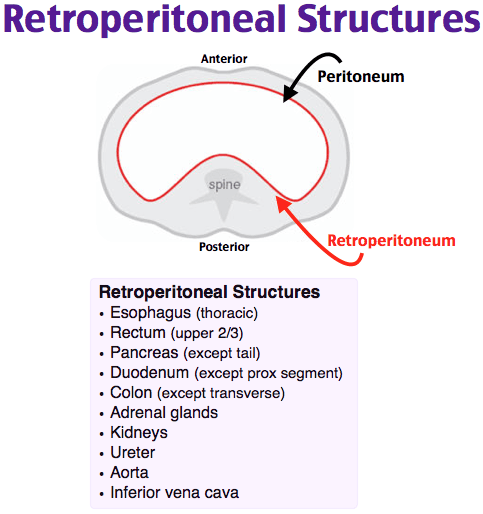 Retroperitoneal Structures
Anterior
Peritoneum
spine
Retroperitoneum
Posterior
Retroperitoneal Structures
• Esophagus (thoracic)
• Rectum (upper 2/3)
• Pancreas (except tail)
• Duodenum (except prox segment)
• Colon (except transverse)
• Adrenal glands
• Kidneys
• Ureter
• Aorta
• Inferior vena cava